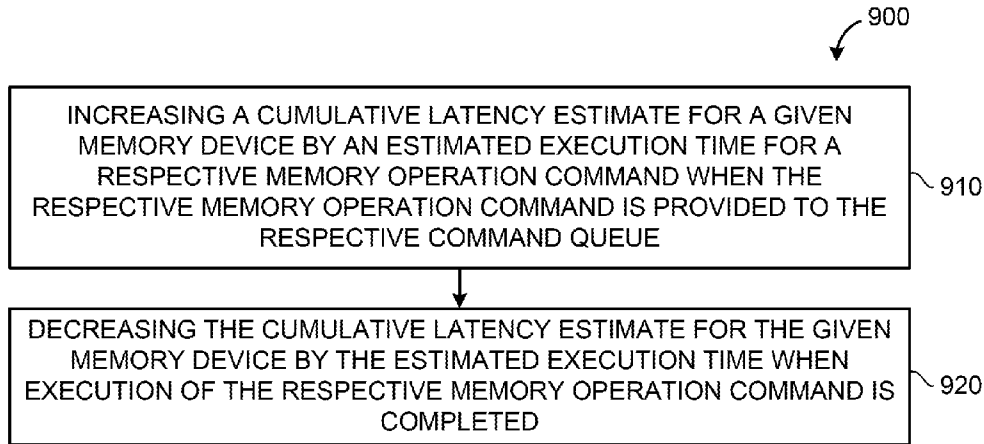 900
INCREASING A CUMULATIVE LATENCY ESTIMATE FOR A GIVEN
MEMORY DEVICE BY AN ESTIMATED EXECUTION TIME FOR A
RESPECTIVE MEMORY OPERATION COMMAND WHEN THE
RESPECTIVE MEMORY OPERATION COMMAND IS PROVIDED TO THE
RESPECTIVE COMMAND QUEUE
910
DECREASING THE CUMULATIVE LATENCY ESTIMATE FOR THE GIVEN
MEMORY DEVICE BY THE ESTIMATED EXECUTION TIME WHEN
EXECUTION OF THE RESPECTIVE MEMORY OPERATION COMMAND IS
COMPLETED
920